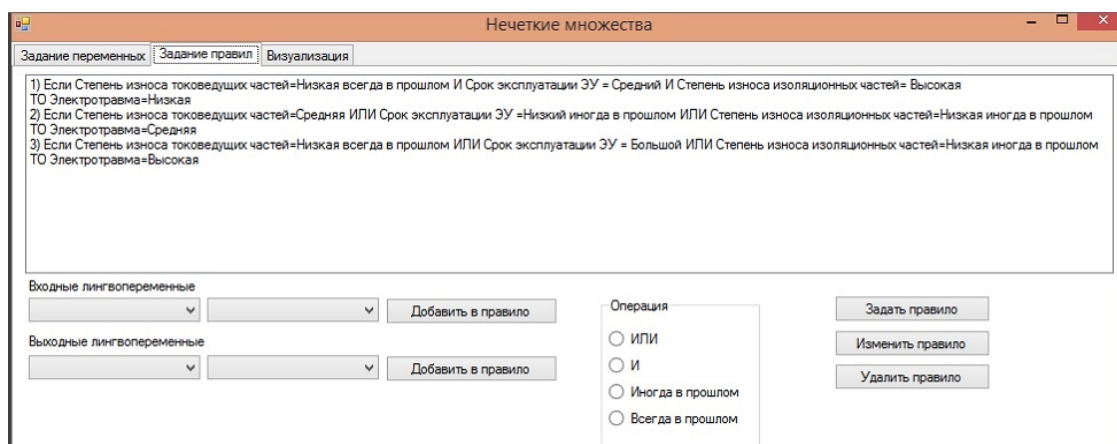 Нечеткие множества
Задание переменных Задание правил Визуализация
1) Если Степень износа токоведущих частей=Низкая всегда в прошлом И Срок эксплуатации ЭУ = Средний И Степень износа изоляционных частей= Высокая
ТО Электротравма=Низкая
2) Если Степень износа токоведущих частей=Средняя ИЛИ Срок эксплуатации ЭУ =Низкий иногда в прошлом ИЛИ Степень износа изоляционных частей=Низкая иногда в прошлом
ТО Электротравма=Средняя
3) Если Степень износа токоведущих частей=Низкая всегда в прошлом ИЛИ Срок эксплуатации ЭУ = Большой ИЛИ Степень износа изоляционных частей=Низкая иногда в прошлом
ТО Электротравма=Высокая
Входные лингвопеременные
Добавить в правило
Выходные лингвопеременные
Добавить в правило
Операция
ИЛИ
И
Иногда в прошлом
Всегда в прошлом
Задать правило
Изменить правило
Удалить правило